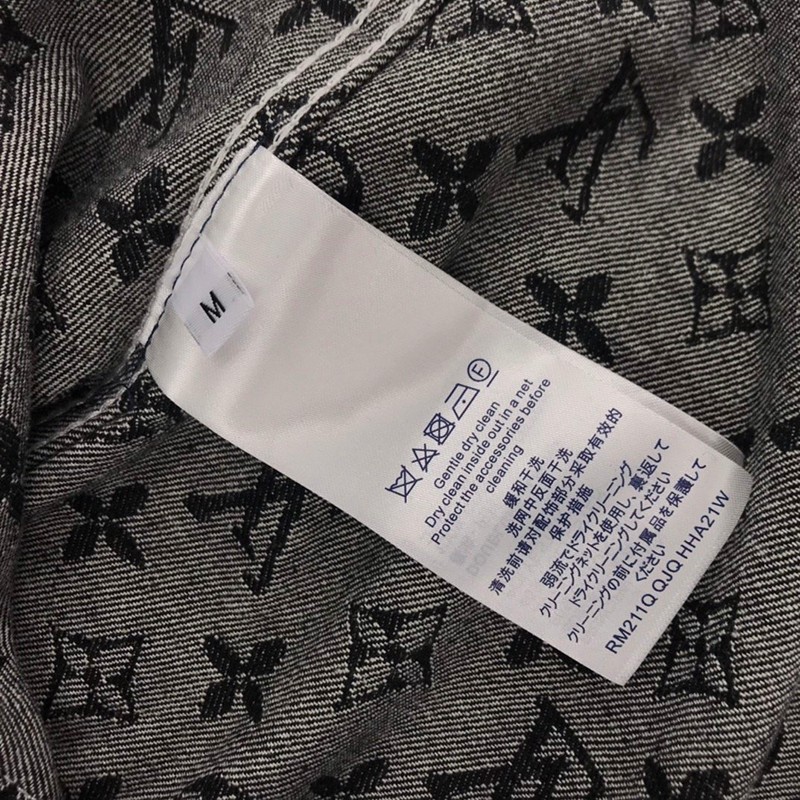 M
Gentle dry clean
Dry clean inside out in a net
Protect the accessories before
cleaning
缓和干洗
洗网中反面干洗
清洗前请对配饰部分采取有效的
保护措施
弱流でドライクリーニング
クリーニングネットを使用し、裏返して
ドライクリーニングしてください
クリーニングの前に付属品を保護して
ください
RM211Q QJQ HHA21W